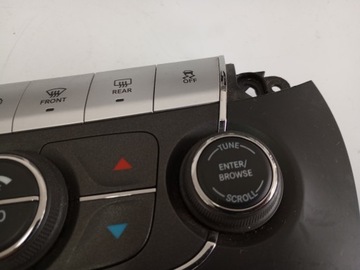 FRONT
REAR
OFF
TUNE
ENTER/
BROWSE
SCROLL